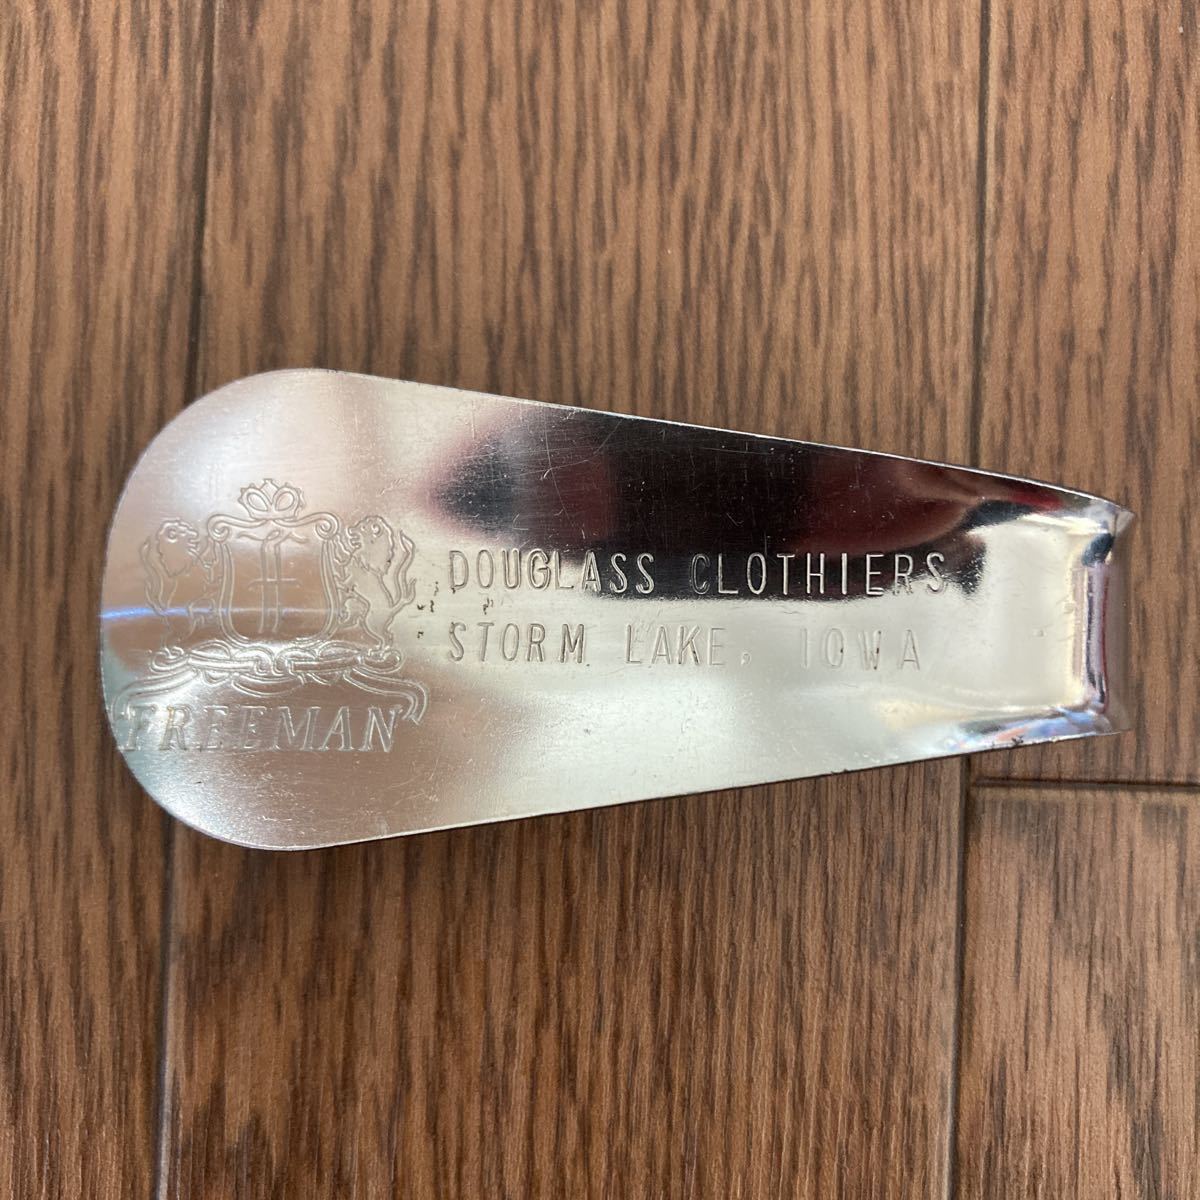 F
FREEMAN
DOUGLASS CLOTHIERS
STORM LAKE, IOWA